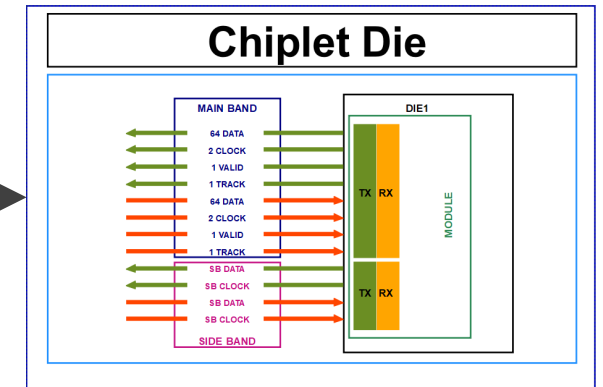 Chiplet Die
MAIN BAND
DIE1
64 DATA
2 CLOCK
1 VALID
1 TRACK
64 DATA
2 CLOCK
1 VALID
1 TRACK
TX RX
MODULE
SB DATA
SB CLOCK
SB DATA
SB CLOCK
TX RX
SIDE BAND